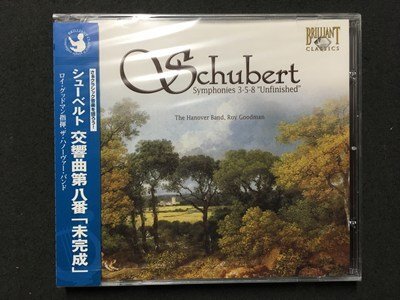 Schubert
Symphonies 3-5-8 "Unfinished"
The Hanover Band, Roy Goodman
BRILLIANT
CLASSICS
シューベルト 交響曲第八番「未完成」
ロイ・グッドマン指揮 ザ・ハノーヴァー・バンド